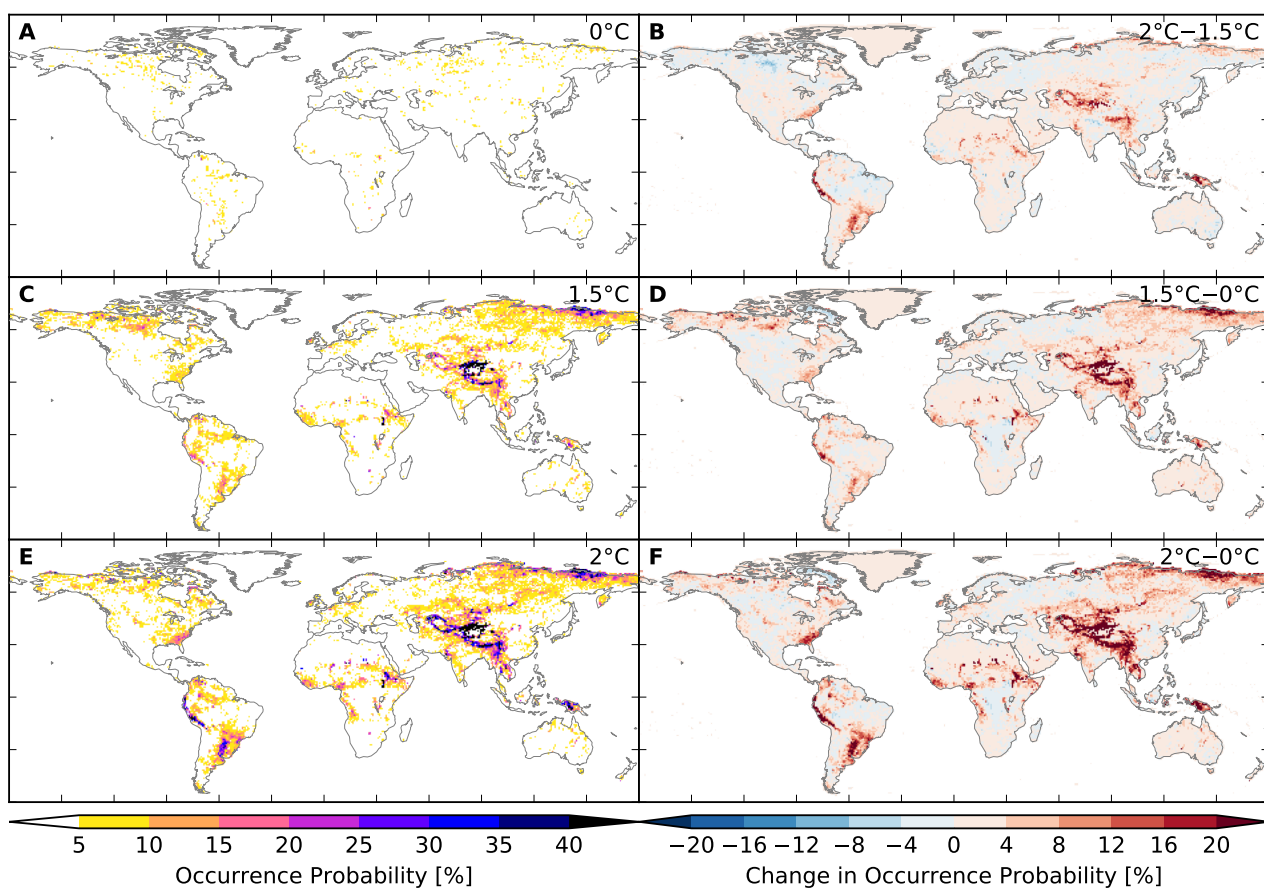 A 0°C
B 2°C−1.5°C
C 1.5°C
D 1.5°C−0°C
E 2°C
F 2°C−0°C
5 10 15 20 25 30 35 40
−20 −16 −12 −8 −4 0 4 8 12 16 20
Occurrence Probability [%]
Change in Occurrence Probability [%]